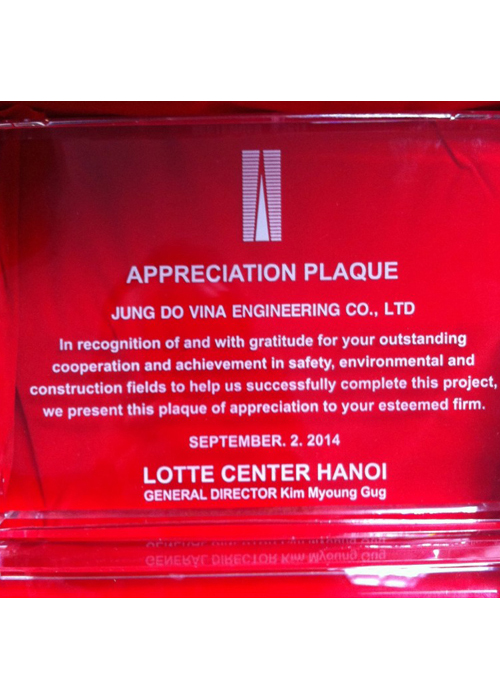 APPRECIATION PLAQUE
JUNG DO VINA ENGINEERING CO., LTD
In recognition of and with gratitude for your outstanding
cooperation and achievement in safety, environmental and
construction fields to help us successfully complete this project,
we present this plaque of appreciation to your esteemed firm.
SEPTEMBER. 2. 2014
LOTTE CENTER HANOI
GENERAL DIRECTOR Kim Myoung Gug